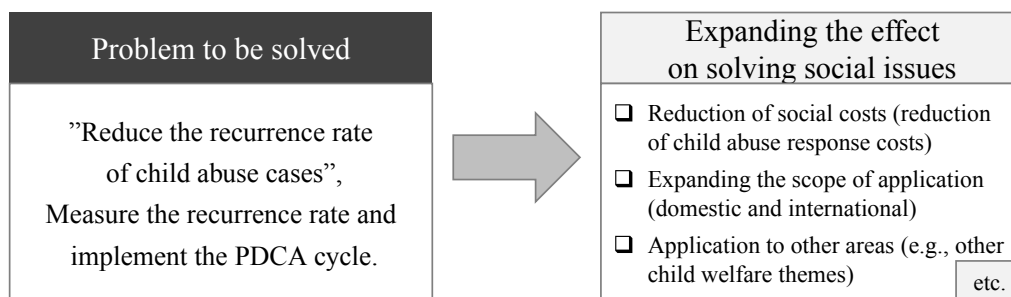 Problem to be solved
”Reduce the recurrence rate
of child abuse cases”,
Measure the recurrence rate and
implement the PDCA cycle.
Expanding the effect
on solving social issues
Reduction of social costs (reduction
of child abuse response costs)
Expanding the scope of application
(domestic and international)
Application to other areas (e.g., other
child welfare themes)
etc.